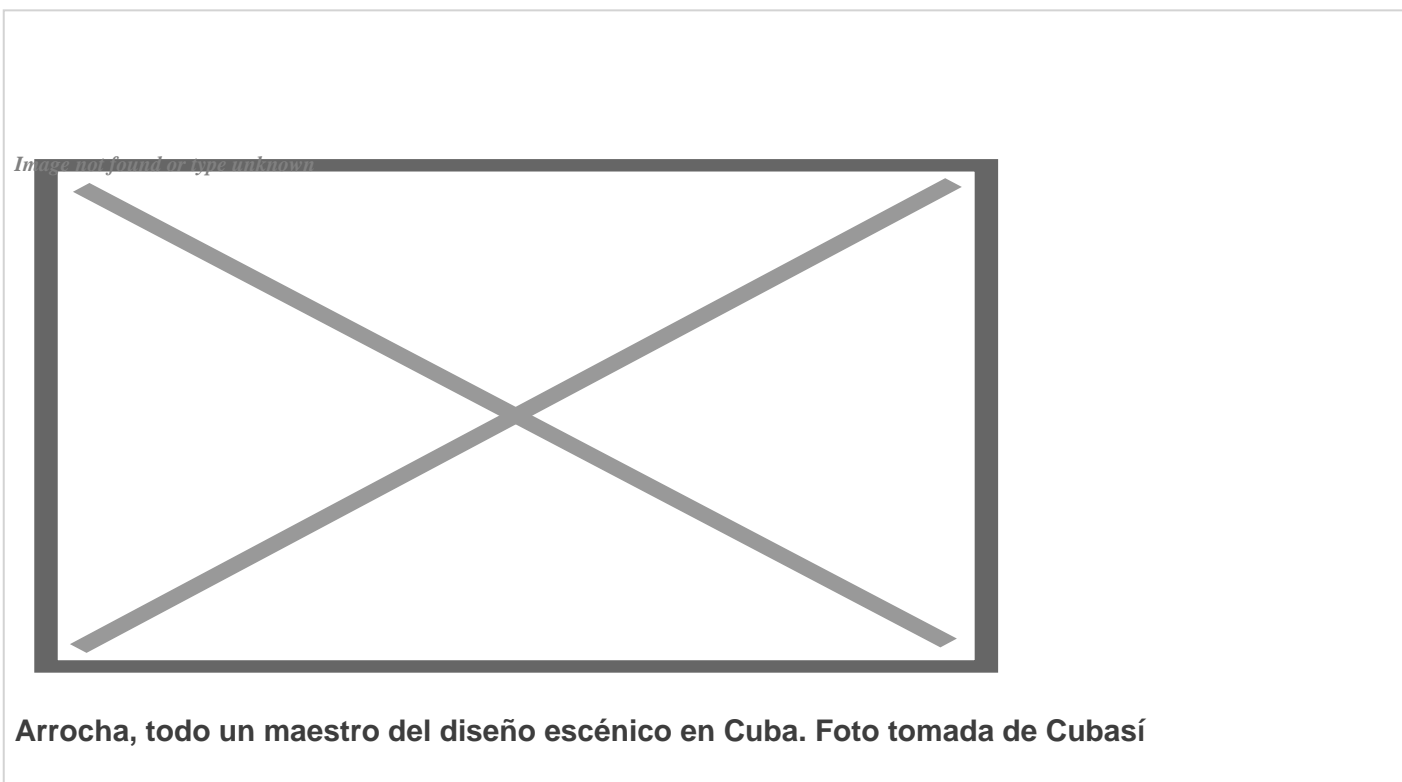 Image not found or type unknown
Arrocha, todo un maestro del diseño escénico en Cuba. Foto tomada de Cubasí